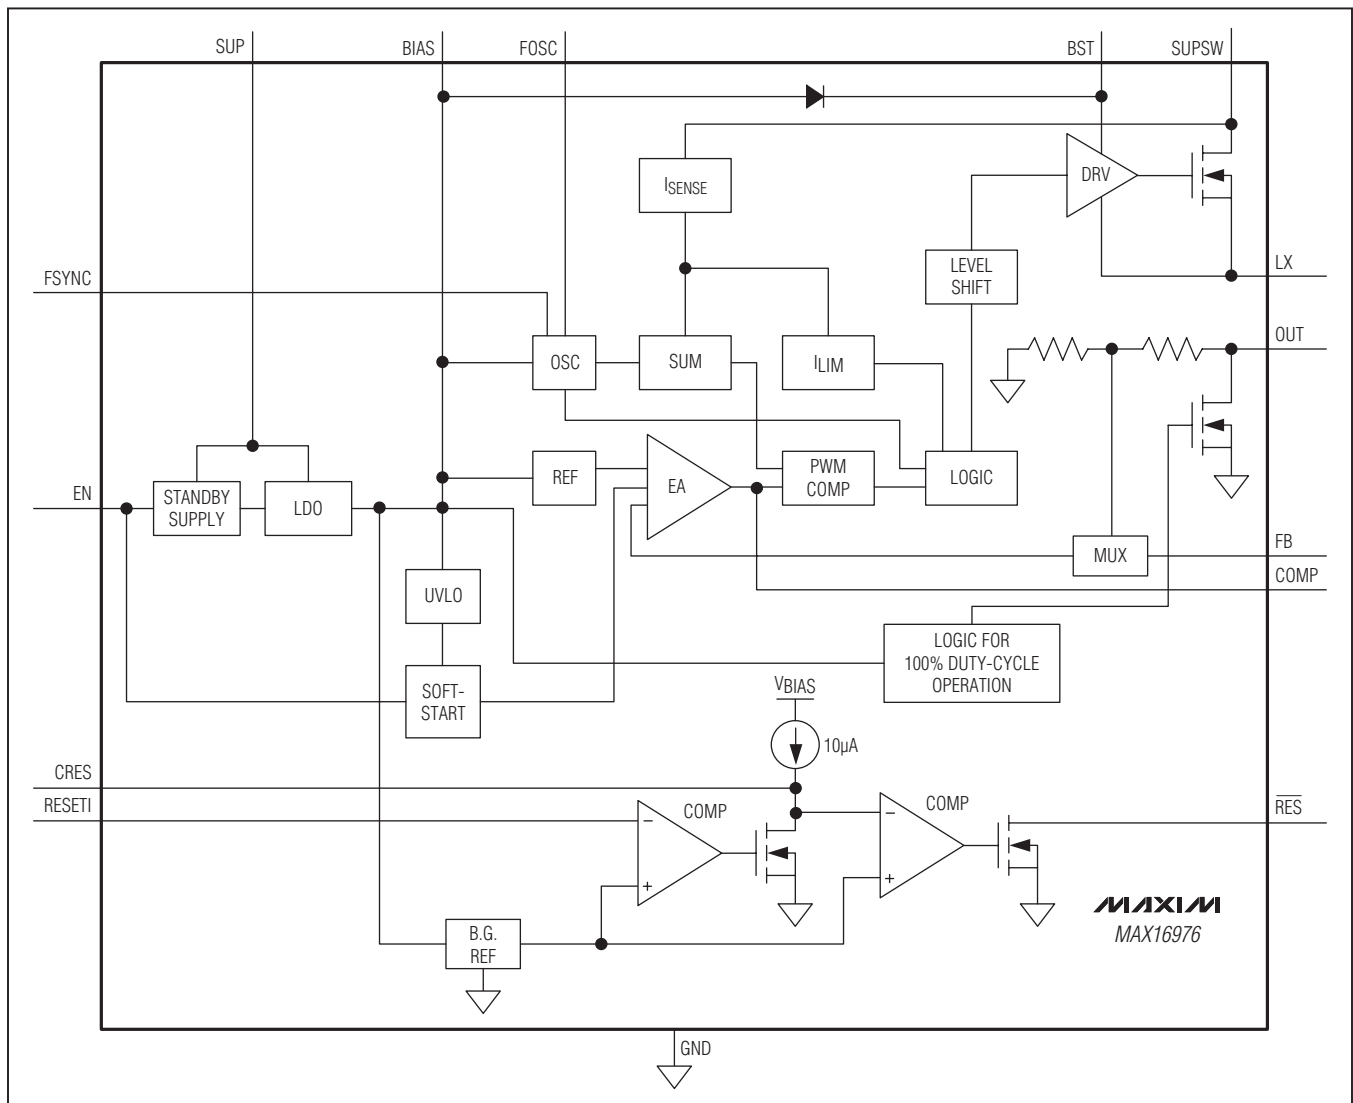 SUP
BIAS
FOSC
BST
SUPSW
ISENSE
DRV
FSYNC
LEVEL
SHIFT
LX
OSC
SUM
ILIM
OUT
EN
STANDBY
SUPPLY
LDO
REF
EA
PWM
COMP
LOGIC
MUX
FB
COMP
UVLO
LOGIC FOR
100% DUTY-CYCLE
OPERATION
SOFT-
START
VBIAS
10µA
CRES
RESETI
COMP
−
+
COMP
−
+
RES
B.G.
REF
MAXIM
MAX16976
GND